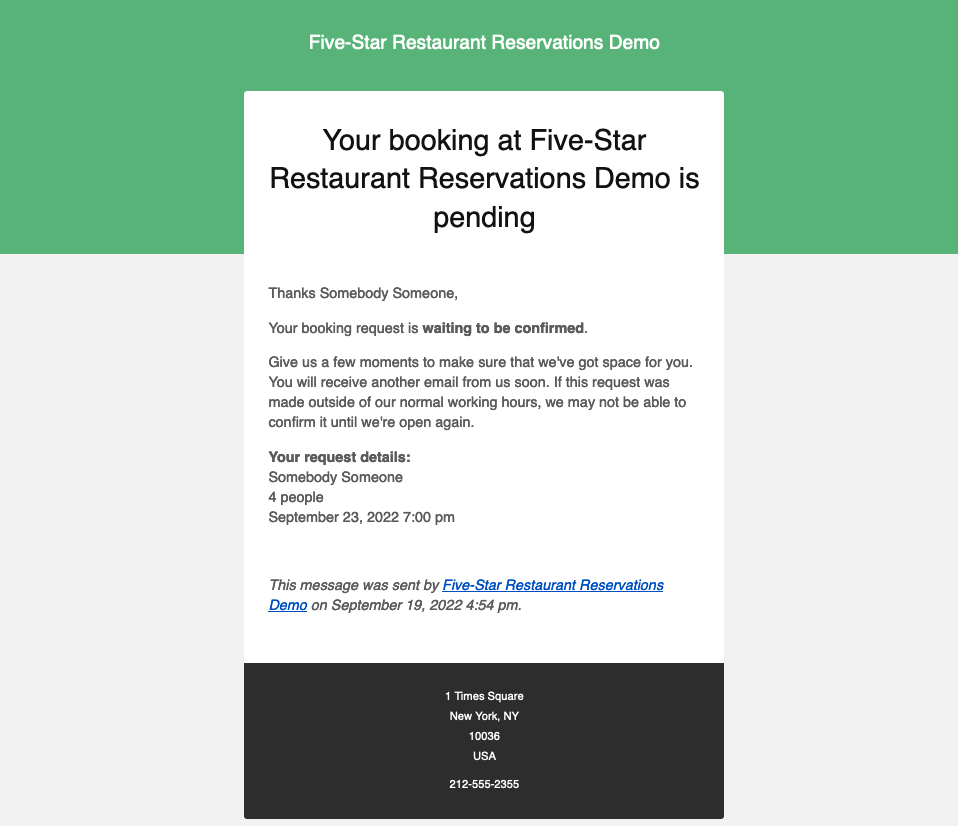 Five-Star Restaurant Reservations Demo
Your booking at Five-Star
Restaurant Reservations Demo is
pending
Thanks Somebody Someone,
Your booking request is waiting to be confirmed.
Give us a few moments to make sure that we've got space for you.
You will receive another email from us soon. If this request was
made outside of our normal working hours, we may not be able to
confirm it until we're open again.
Your request details:
Somebody Someone
4 people
September 23, 2022 7:00 pm
This message was sent by Five-Star Restaurant Reservations
Demo on September 19, 2022 4:54 pm.
1 Times Square
New York, NY
10036
USA
212-555-2355